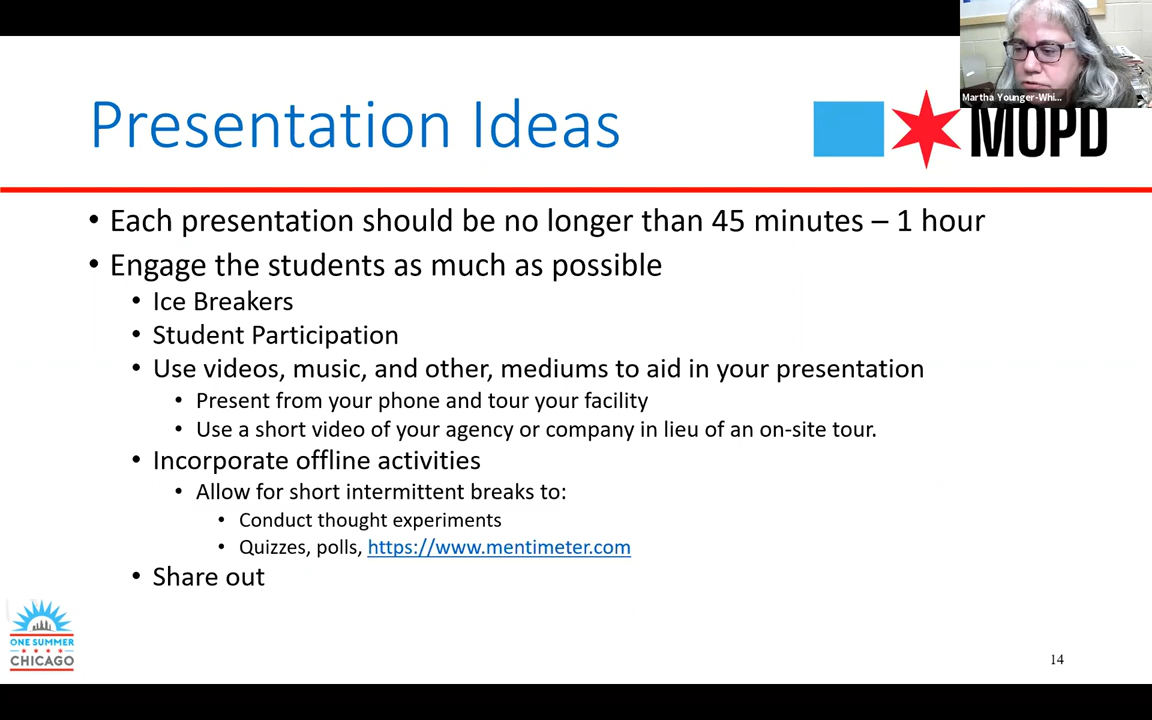 Martha Younger-Whi...
Presentation Ideas
MOPD
• Each presentation should be no longer than 45 minutes – 1 hour
• Engage the students as much as possible
• Ice Breakers
• Student Participation
• Use videos, music, and other, mediums to aid in your presentation
• Present from your phone and tour your facility
• Use a short video of your agency or company in lieu of an on-site tour.
• Incorporate offline activities
• Allow for short intermittent breaks to:
• Conduct thought experiments
• Quizzes, polls, https://www.mentimeter.com
• Share out
ONE SUMMER
CHICAGO
14